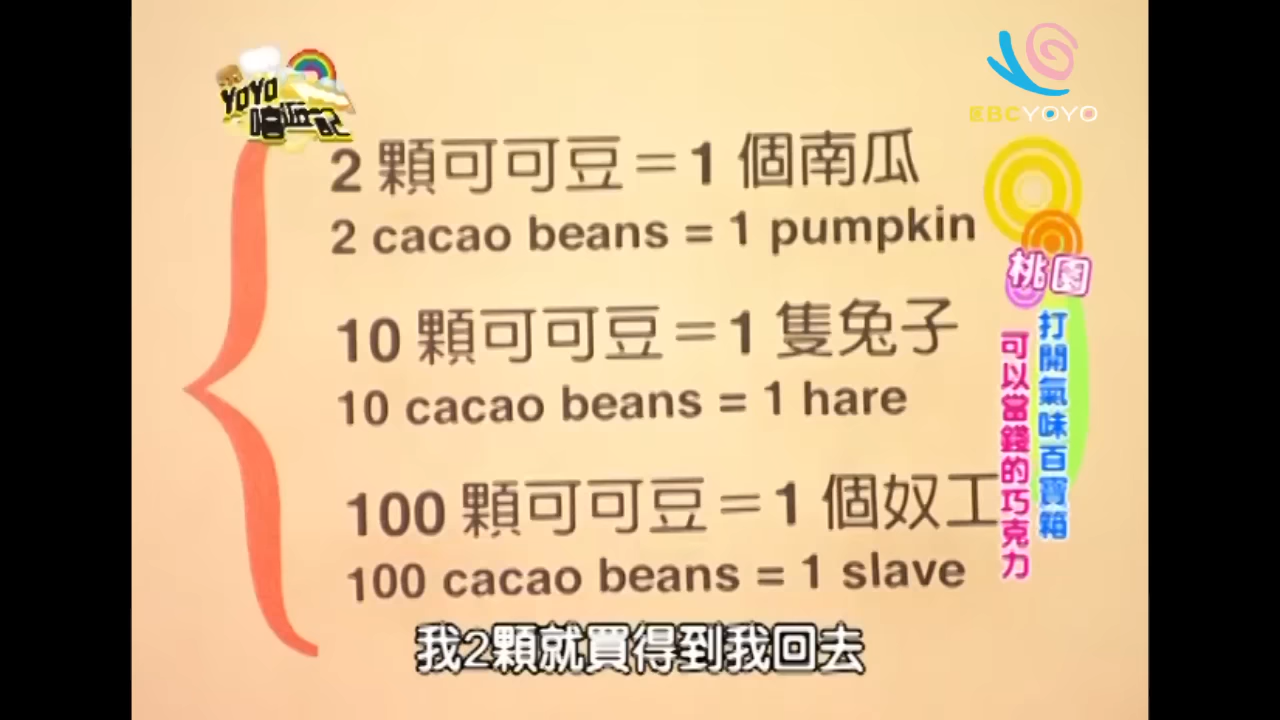 YOYO
EBCYOYO
2 顆可可豆＝1 個南瓜
2 cacao beans = 1 pumpkin
10 顆可可豆＝1 隻兔子
10 cacao beans = 1 hare
100 顆可可豆＝1 個奴工
100 cacao beans = 1 slave
桃園
打開氣味百寶箱
可以當錢的巧克力
我2顆就買得到我回去